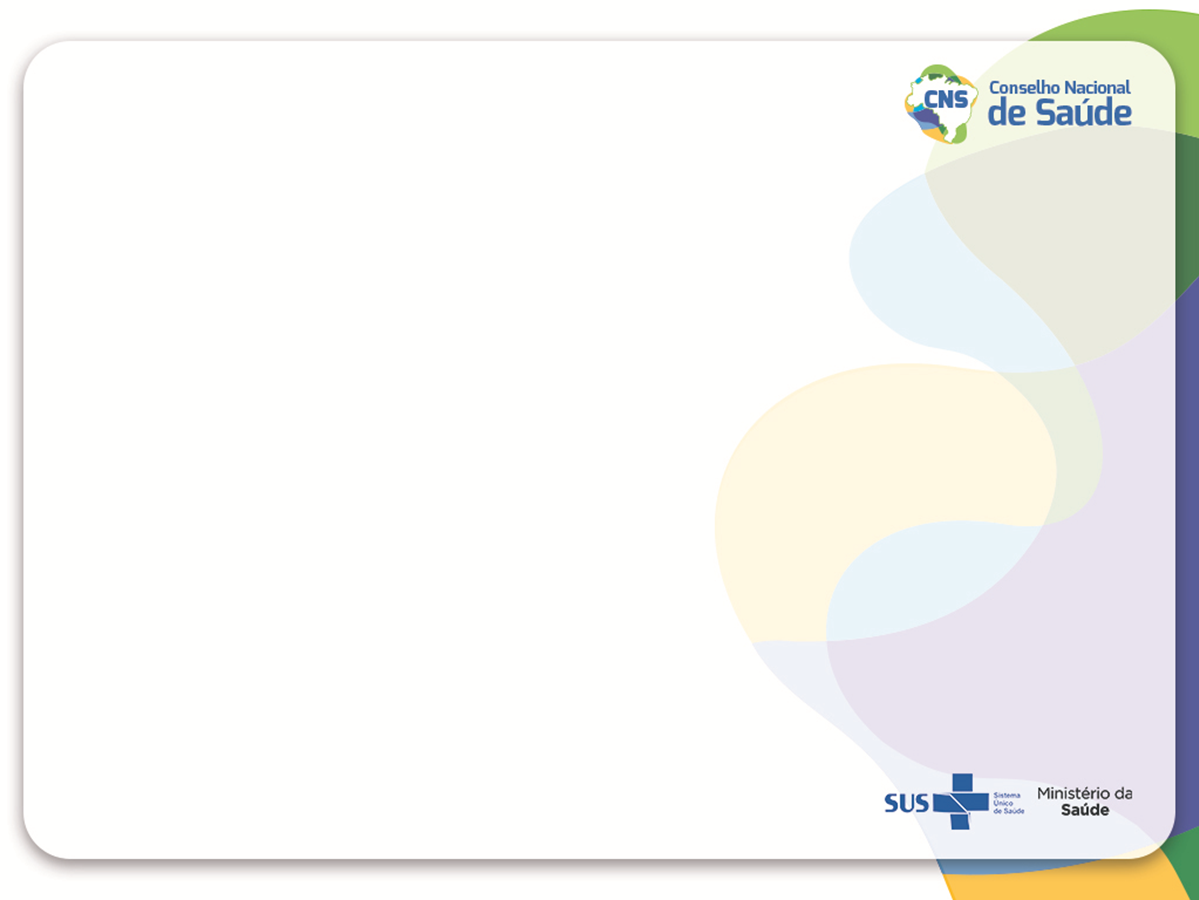 CNS
Conselho Nacional
de Saúde
SUS
Sistema
Único
de Saúde
Ministério da
Saúde